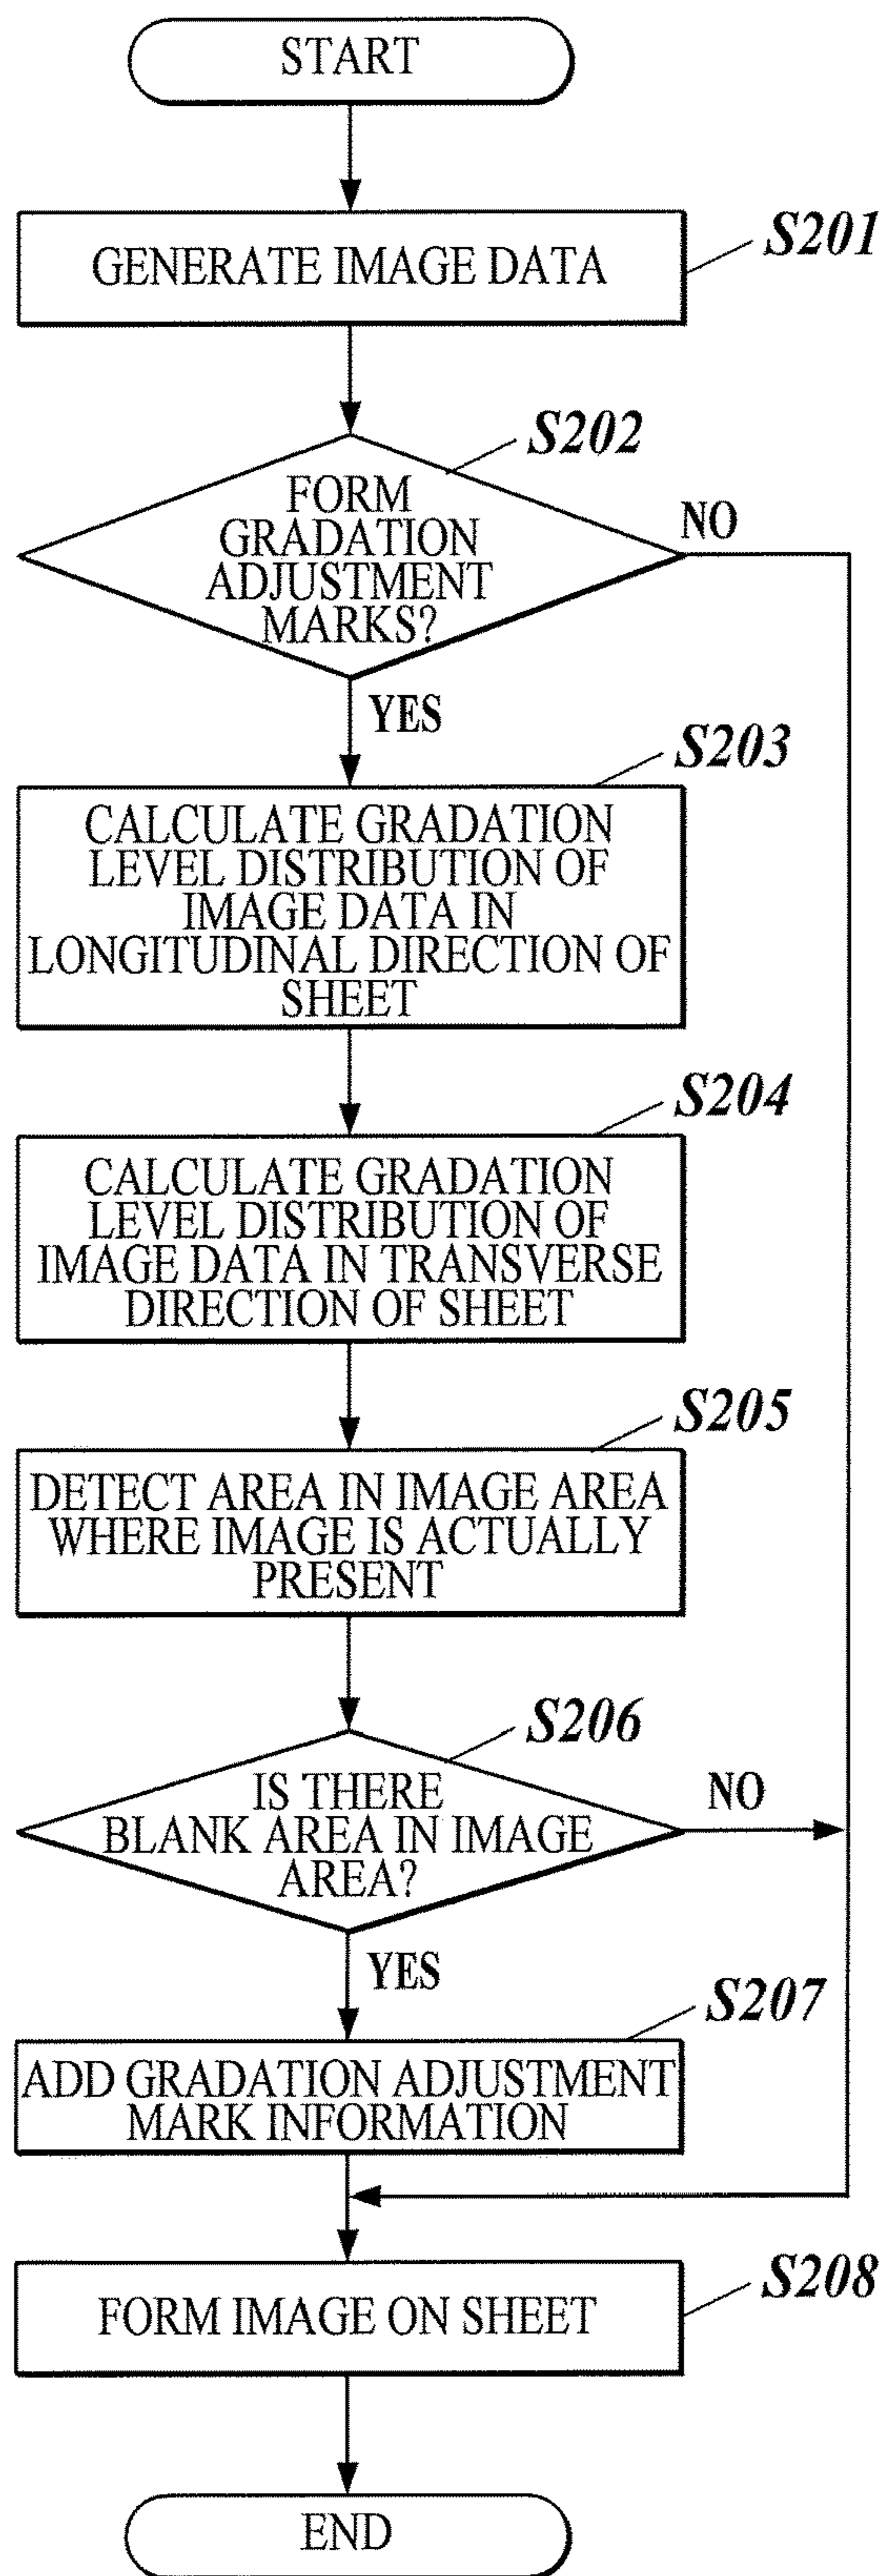 START
GENERATE IMAGE DATA
S201
S202
FORM
GRADATION
ADJUSTMENT
MARKS?
NO
YES
S203
CALCULATE GRADATION
LEVEL DISTRIBUTION OF
IMAGE DATA IN
LONGITUDINAL DIRECTION OF
SHEET
S204
CALCULATE GRADATION
LEVEL DISTRIBUTION OF
IMAGE DATA IN TRANSVERSE
DIRECTION OF SHEET
S205
DETECT AREA IN IMAGE AREA
WHERE IMAGE IS ACTUALLY
PRESENT
S206
IS THERE
BLANK AREA IN IMAGE
AREA?
NO
YES
S207
ADD GRADATION ADJUSTMENT
MARK INFORMATION
S208
FORM IMAGE ON SHEET
END